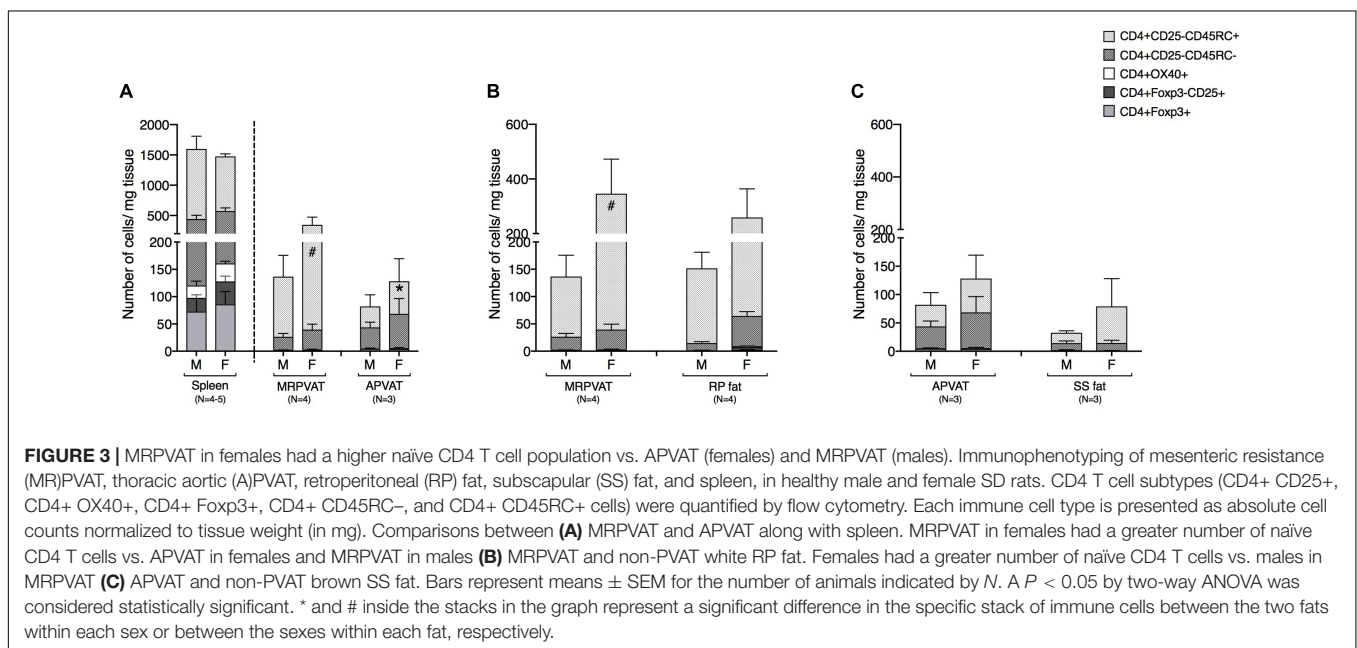 CD4+CD25-CD45RC+
CD4+CD25-CD45RC-
CD4+OX40+
CD4+Foxp3-CD25+
CD4+Foxp3+
A
Number of cells/ mg tissue
2000
1500
1000
500
200
150
100
50
0
#
*
M F M F M F
Spleen MRPVAT APVAT
(N=4-5) (N=4) (N=3)
B
Number of cells/ mg tissue
600
400
200
200
150
100
50
0
#
M F M F
MRPVAT RP fat
(N=4) (N=4)
C
Number of cells/ mg tissue
600
400
200
200
150
100
50
0
M F M F
APVAT SS fat
(N=3) (N=3)
FIGURE 3 | MRPVAT in females had a higher naïve CD4 T cell population vs. APVAT (females) and MRPVAT (males). Immunophenotyping of mesenteric resistance
(MR)PVAT, thoracic aortic (A)PVAT, retroperitoneal (RP) fat, subscapular (SS) fat, and spleen, in healthy male and female SD rats. CD4 T cell subtypes (CD4+ CD25+,
CD4+ OX40+, CD4+ Foxp3+, CD4+ CD45RC–, and CD4+ CD45RC+ cells) were quantified by flow cytometry. Each immune cell type is presented as absolute cell
counts normalized to tissue weight (in mg). Comparisons between (A) MRPVAT and APVAT along with spleen. MRPVAT in females had a greater number of naïve
CD4 T cells vs. APVAT in females and MRPVAT in males (B) MRPVAT and non-PVAT white RP fat. Females had a greater number of naïve CD4 T cells vs. males in
MRPVAT (C) APVAT and non-PVAT brown SS fat. Bars represent means ± SEM for the number of animals indicated by N. A P < 0.05 by two-way ANOVA was
considered statistically significant. * and # inside the stacks in the graph represent a significant difference in the specific stack of immune cells between the two fats
within each sex or between the sexes within each fat, respectively.